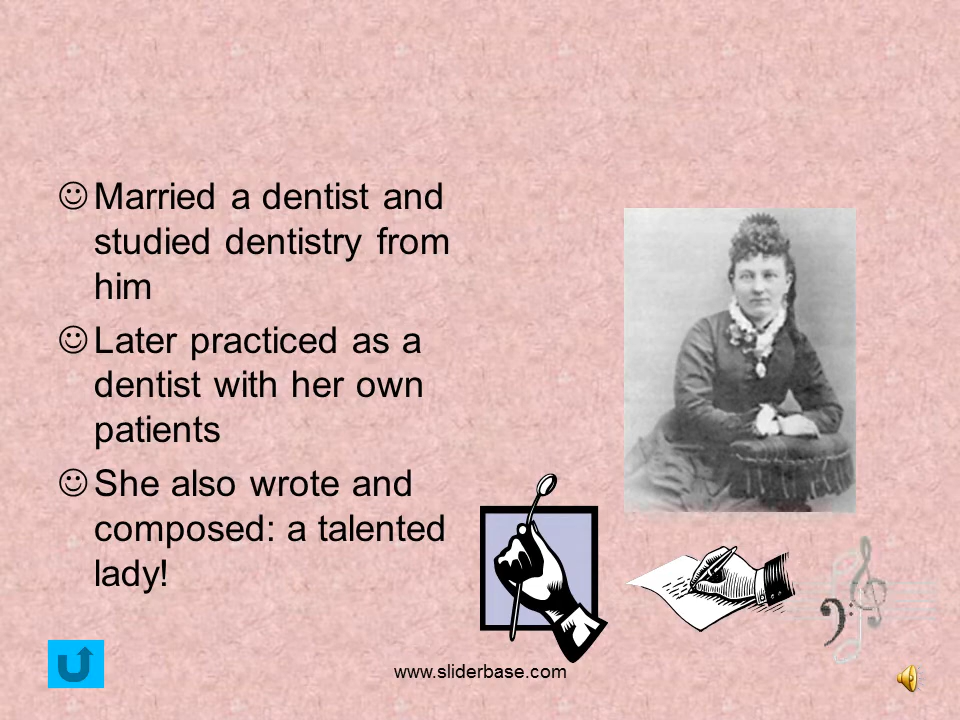 Married a dentist and
studied dentistry from
him
Later practiced as a
dentist with her own
patients
She also wrote and
composed: a talented
lady!
www.sliderbase.com